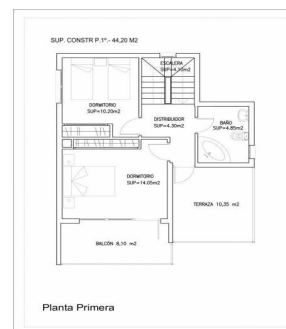 SUP. CONSTR P.1º.- 44,20 M2
ESCALERA
DORMITORIO
SUP=10.20m2
DISTRIBUIDOR
SUP=4.30m2
BAÑO
SUP=4.85m2
DORMITORIO
SUP=14.05m2
TERRAZA 10,35 m2
BALCÓN 8,10 m2
Planta Primera